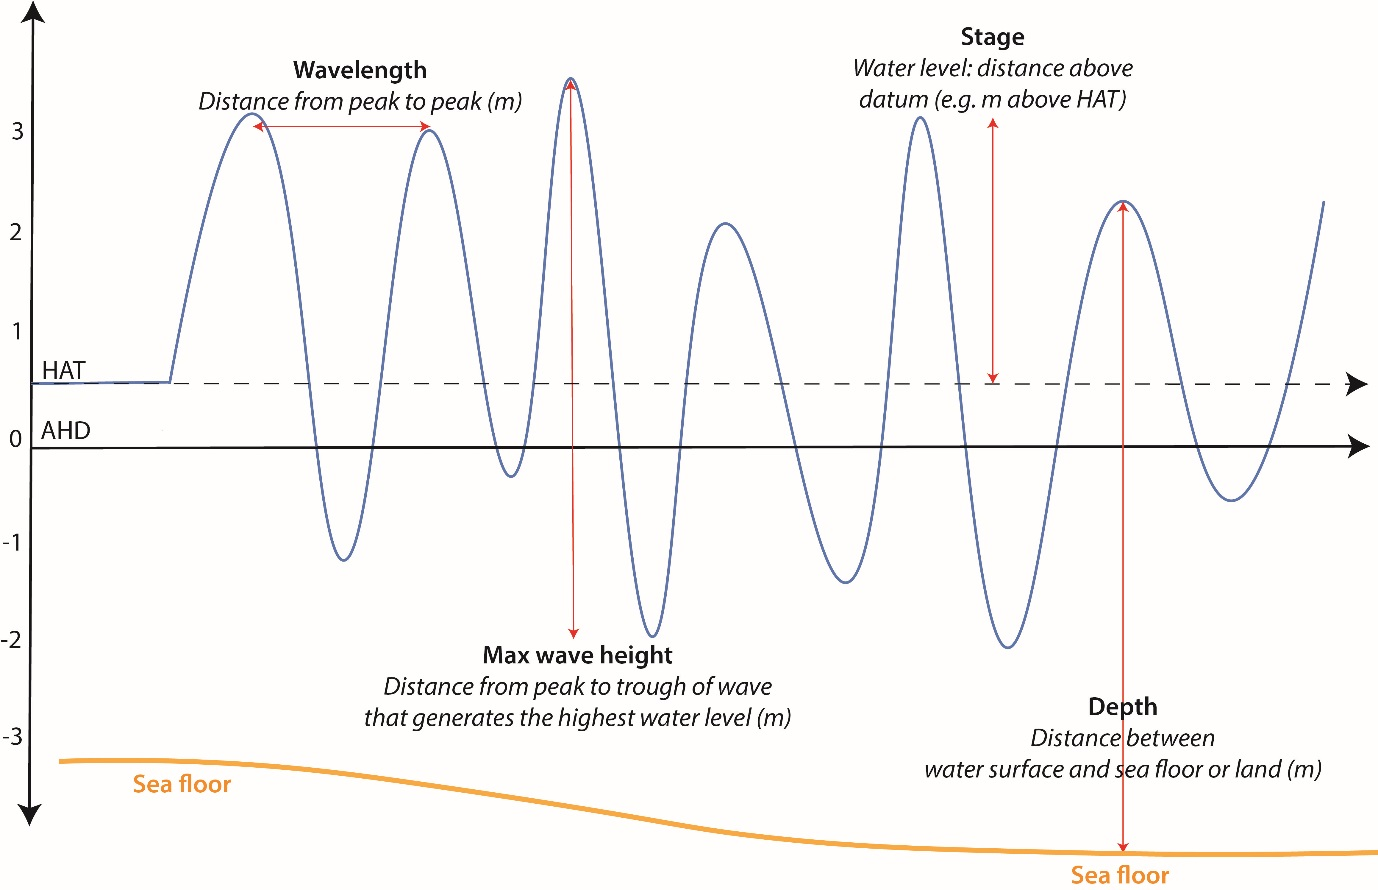 Stage
Wavelength
Water level: distance above
Distance from peak to peak (m)
datum (e.g. m above HAT)
3
2
1
HAT
0
AHD
-1
-2
Max wave height
Distance from peak to trough of wave
that generates the highest water level (m)
-3
Depth
Distance between
water surface and sea floor or land (m)
Sea floor
Sea floor